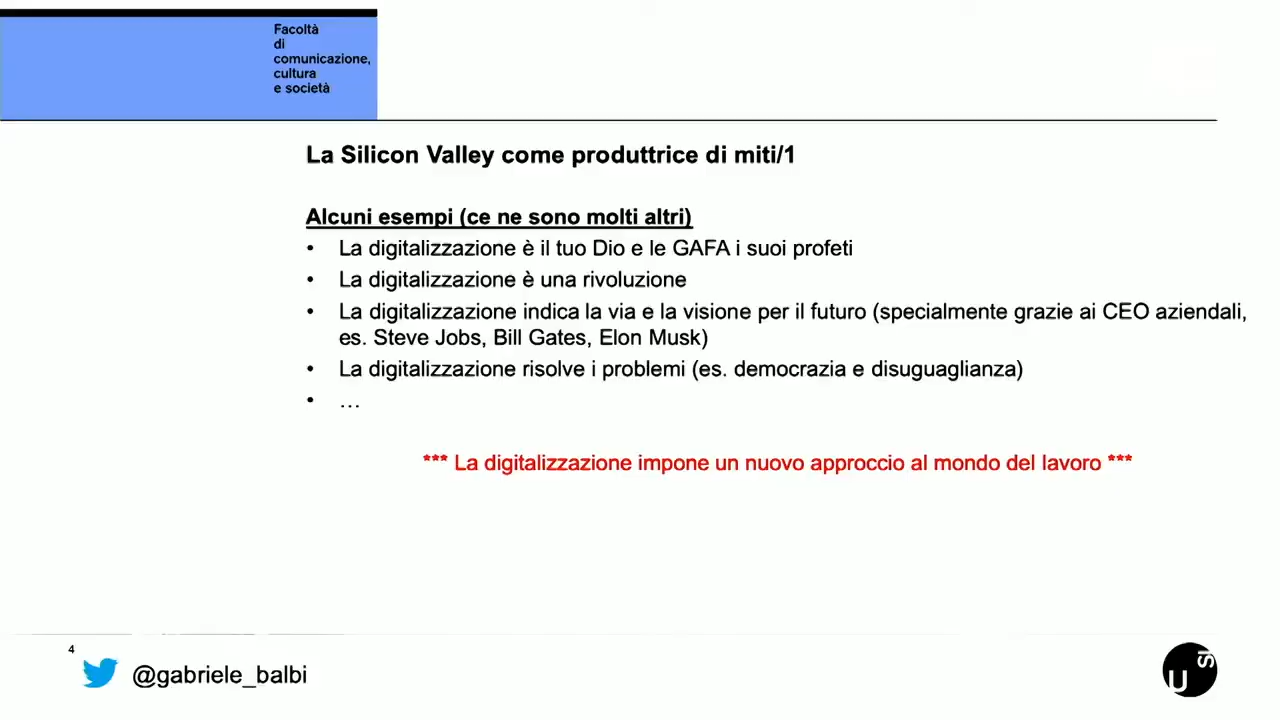 Facoltà
di
comunicazione,
cultura
e società
La Silicon Valley come produttrice di miti/1
Alcuni esempi (ce ne sono molti altri)
• La digitalizzazione è il tuo Dio e le GAFA i suoi profeti
• La digitalizzazione è una rivoluzione
• La digitalizzazione indica la via e la visione per il futuro (specialmente grazie ai CEO aziendali,
es. Steve Jobs, Bill Gates, Elon Musk)
• La digitalizzazione risolve i problemi (es. democrazia e disuguaglianza)
• …
*** La digitalizzazione impone un nuovo approccio al mondo del lavoro ***
4
@gabriele_balbi
U
SI